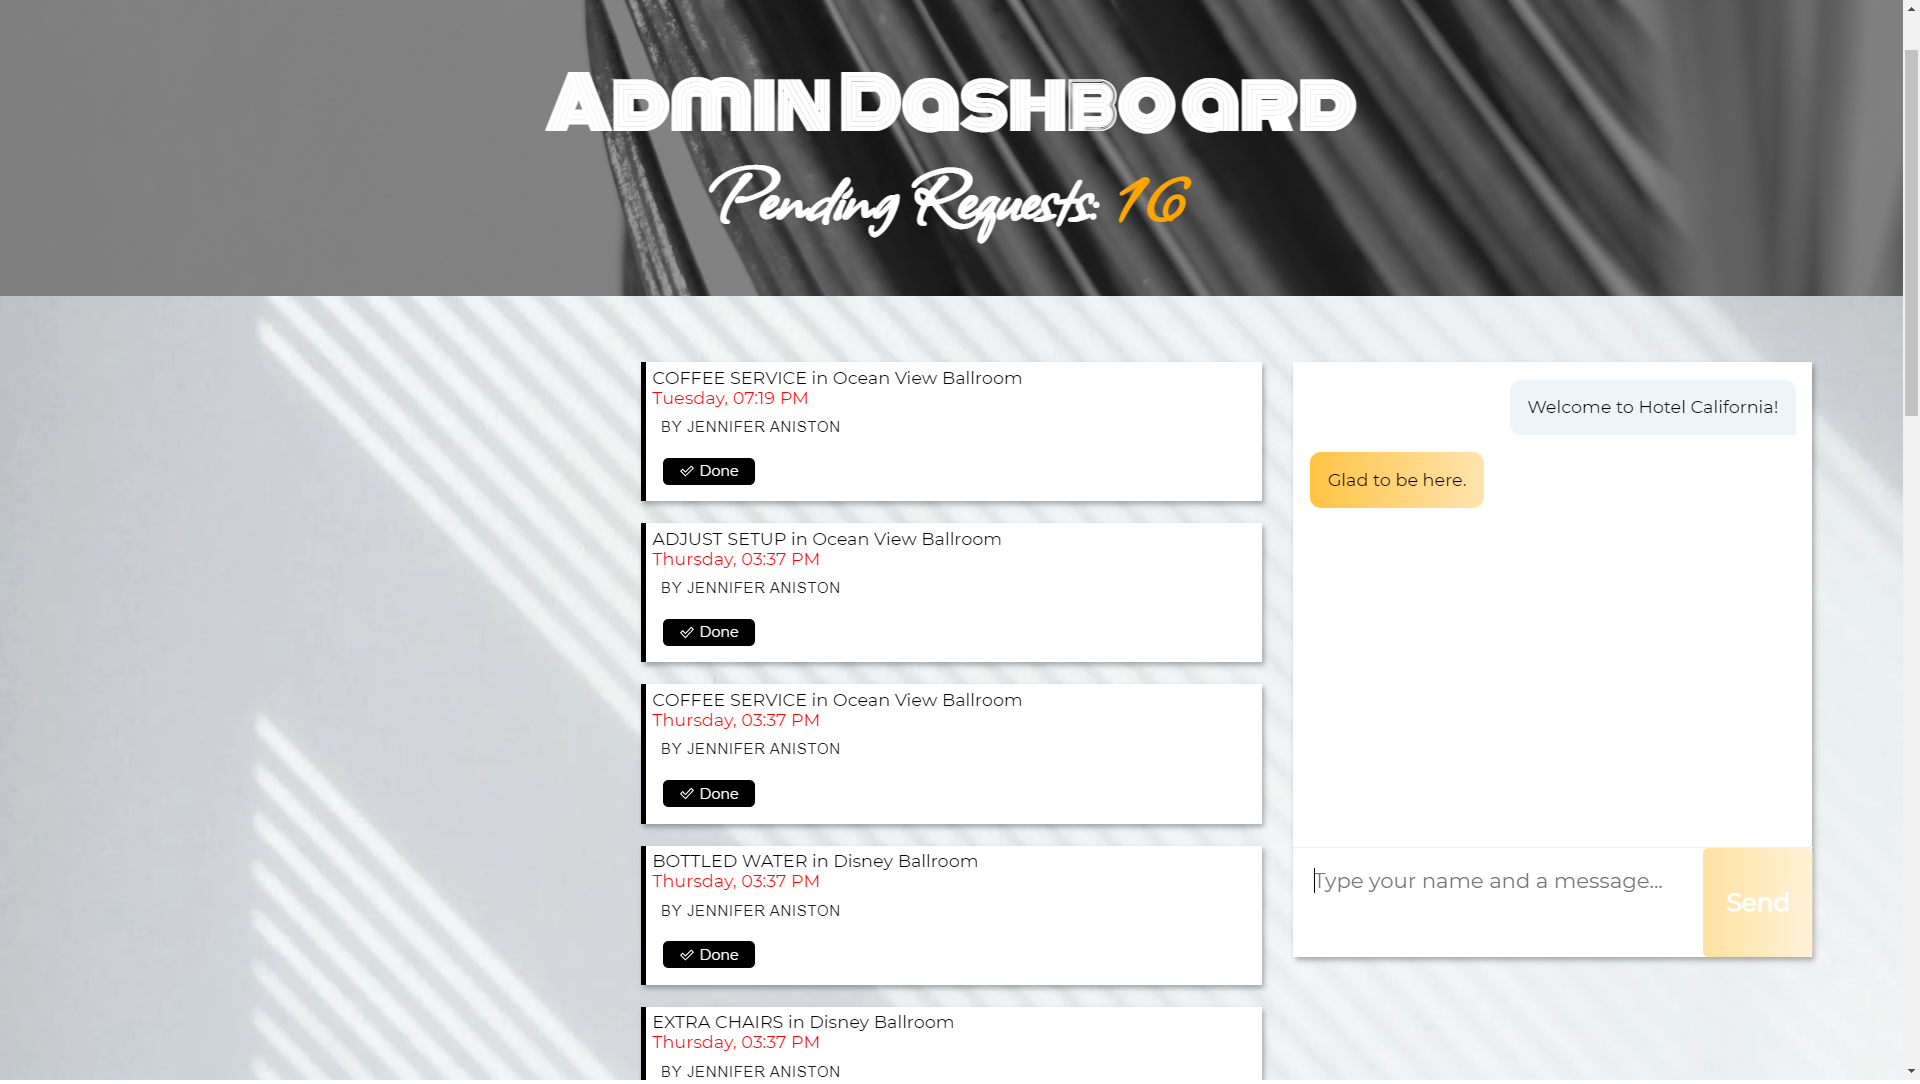 Admin Dashboard
Pending Requests: 16
COFFEE SERVICE in Ocean View Ballroom
Tuesday, 07:19 PM
BY JENNIFER ANISTON
Done
ADJUST SETUP in Ocean View Ballroom
Thursday, 03:37 PM
BY JENNIFER ANISTON
Done
COFFEE SERVICE in Ocean View Ballroom
Thursday, 03:37 PM
BY JENNIFER ANISTON
Done
BOTTLED WATER in Disney Ballroom
Thursday, 03:37 PM
BY JENNIFER ANISTON
Done
EXTRA CHAIRS in Disney Ballroom
Thursday, 03:37 PM
BY JENNIFER ANISTON
Welcome to Hotel California!
Glad to be here.
Type your name and a message...
Send